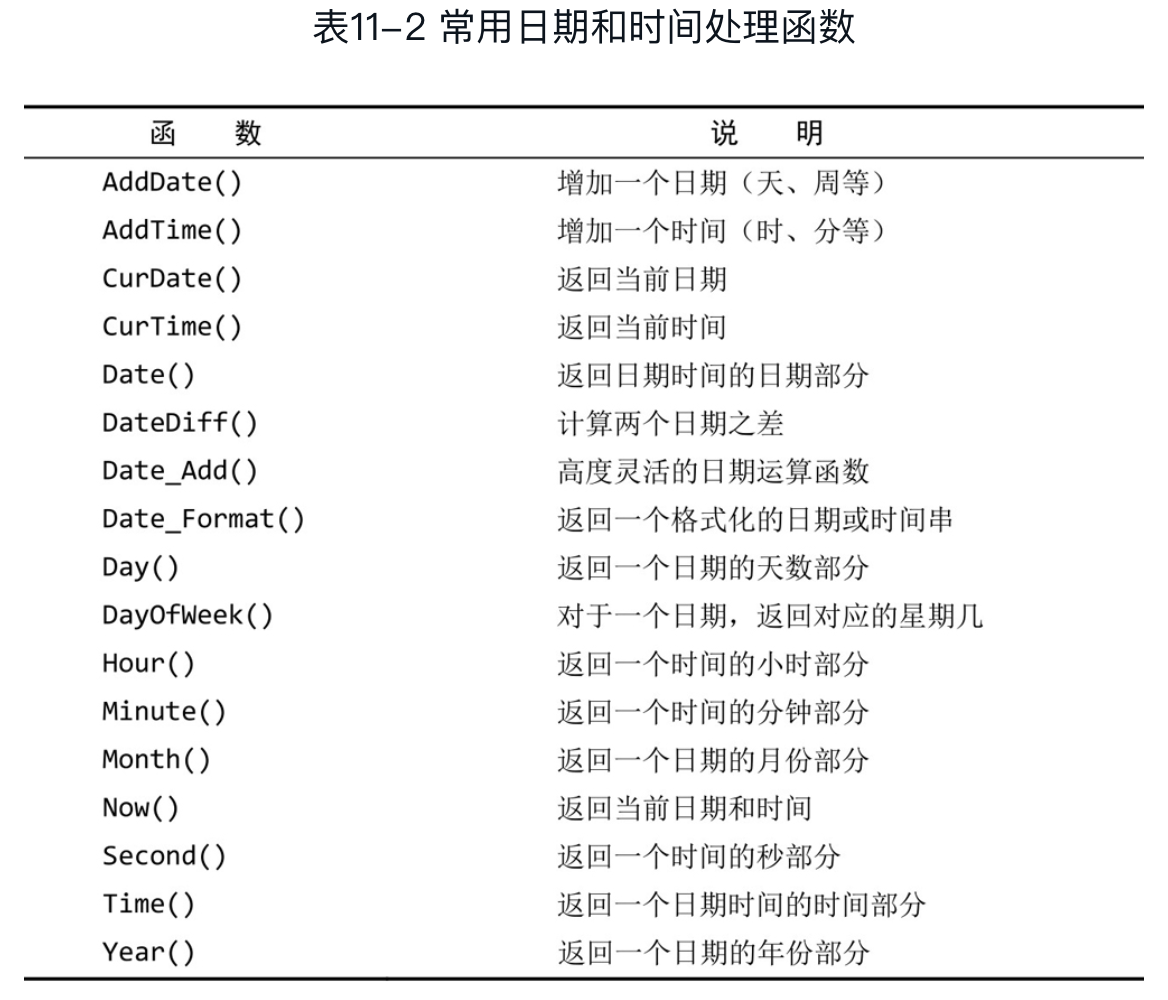 表11-2 常用日期和时间处理函数
函 数 说 明
AddDate() 增加一个日期（天、周等）
AddTime() 增加一个时间（时、分等）
CurDate() 返回当前日期
CurTime() 返回当前时间
Date() 返回日期时间的日期部分
DateDiff() 计算两个日期之差
Date_Add() 高度灵活的日期运算函数
Date_Format() 返回一个格式化的日期或时间串
Day() 返回一个日期的天数部分
DayOfWeek() 对于一个日期，返回对应的星期几
Hour() 返回一个时间的小时部分
Minute() 返回一个时间的分钟部分
Month() 返回一个日期的月份部分
Now() 返回当前日期和时间
Second() 返回一个时间的秒部分
Time() 返回一个日期时间的时间部分
Year() 返回一个日期的年份部分